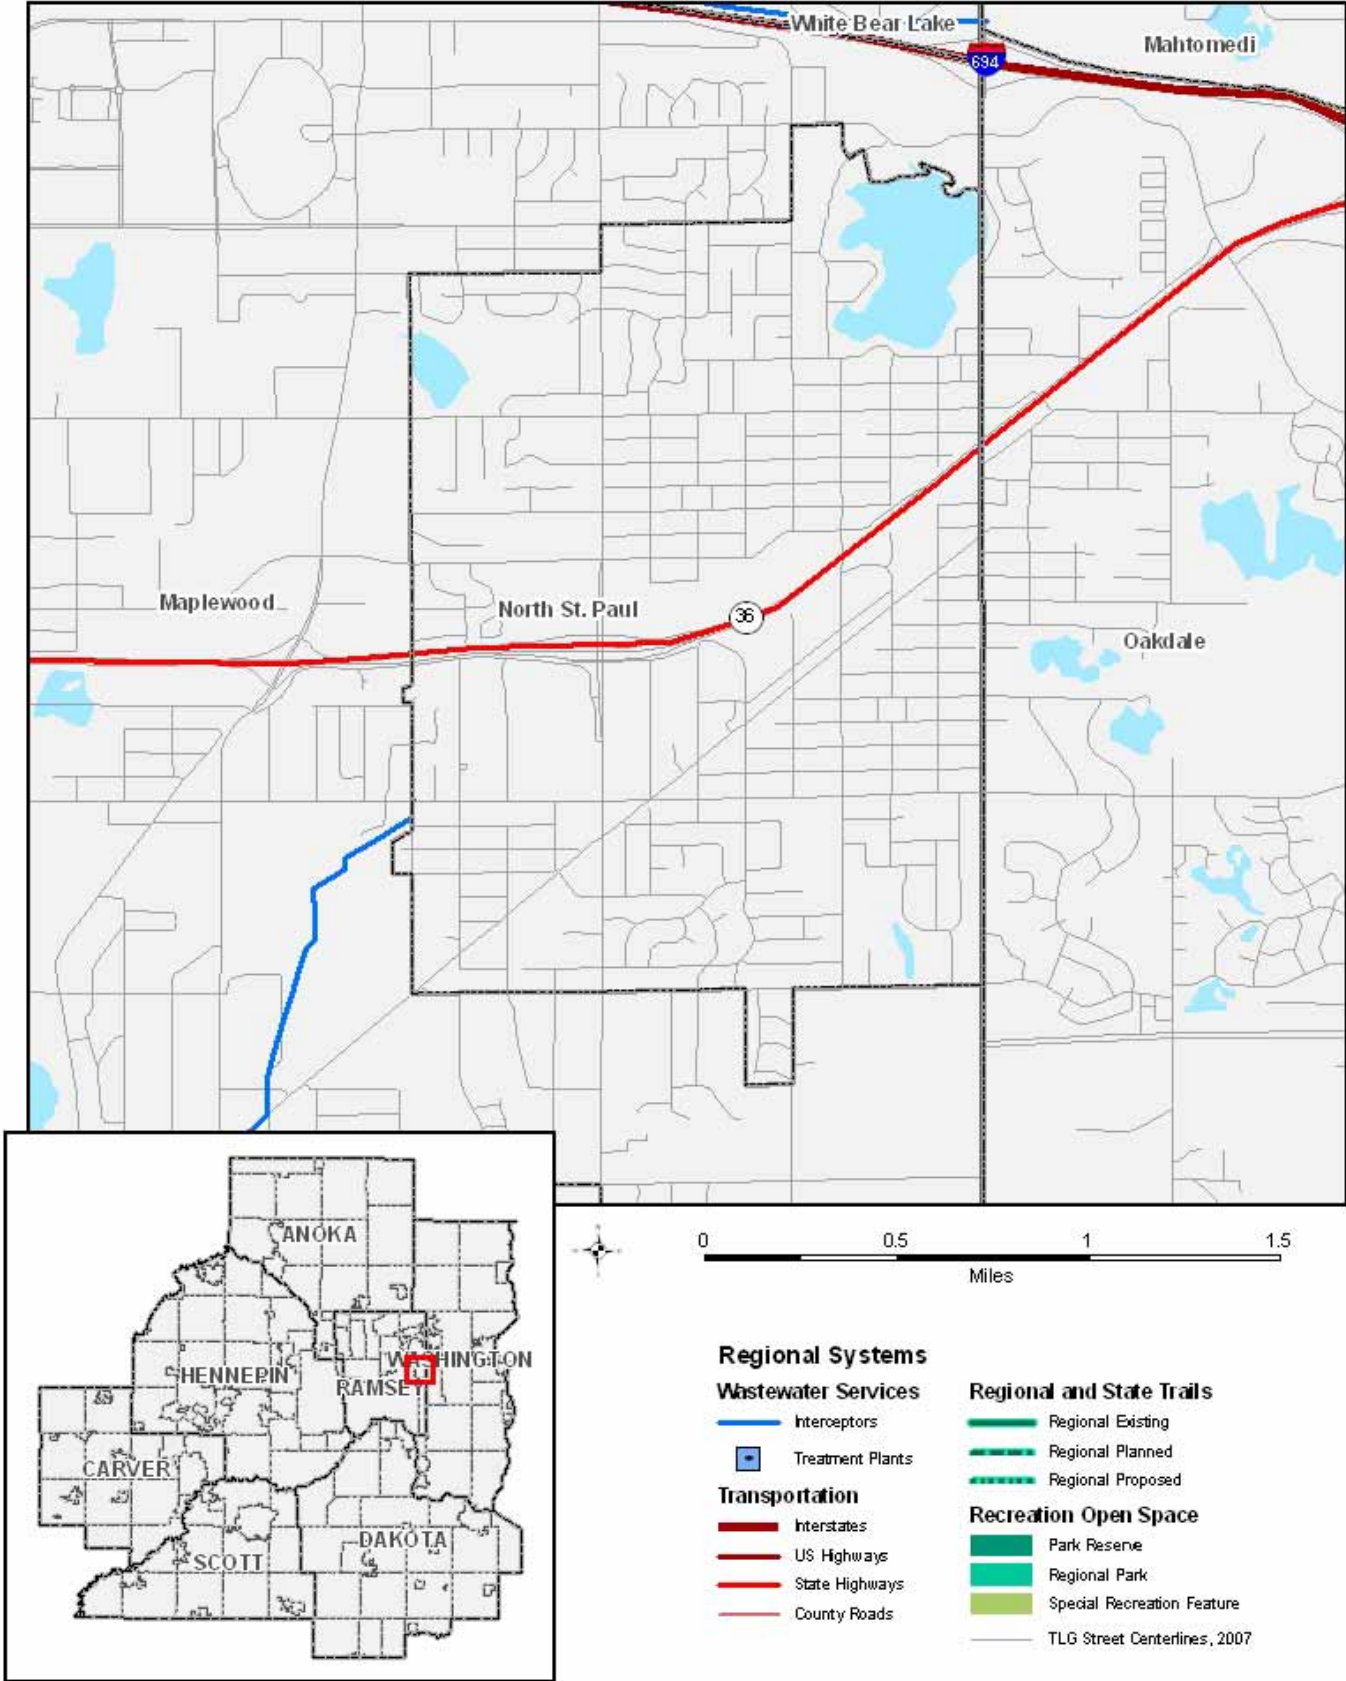 White Bear Lake
Mahtomedi
694
Maplewood
North St. Paul
36
Oakdale
ANOKA
WASHINGTON
HENNEPIN
RAMSEY
CARVER
DAKOTA
SCOTT
0 0.5 1 1.5
Miles
Regional Systems
Wastewater Services
Interceptors
Treatment Plants
Transportation
Interstates
US Highways
State Highways
County Roads
Regional and State Trails
Regional Existing
Regional Planned
Regional Proposed
Recreation Open Space
Park Reserve
Regional Park
Special Recreation Feature
TLG Street Centerlines, 2007